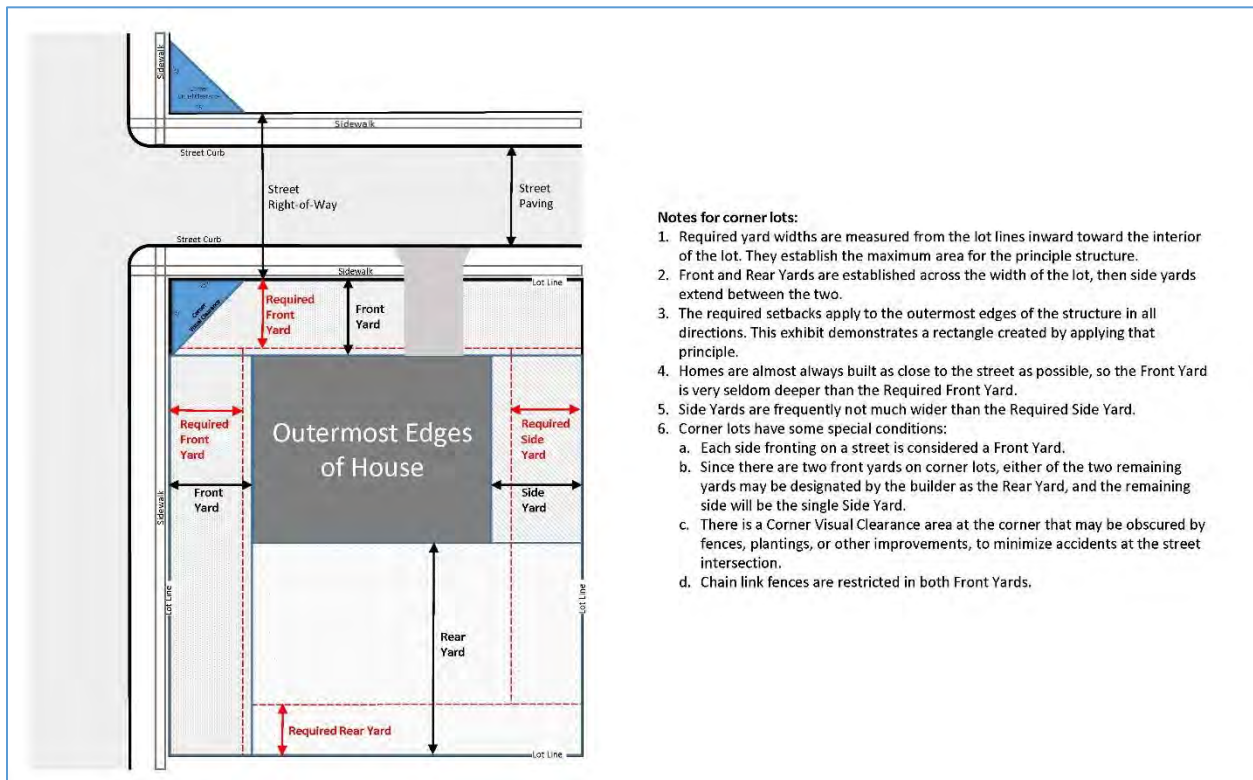 Sidewalk
Corner
Visual Clearance
Sidewalk
Street Curb
Street
Right-of-Way
Street
Paving
Street Curb
Sidewalk
Lot Line
Corner
Visual Clearance
Required
Front
Yard
Front
Yard
Required
Front
Yard
Outermost Edges
of House
Required
Side
Yard
Front
Yard
Side
Yard
Sidewalk
Lot Line
Lot Line
Rear
Yard
Required Rear Yard
Lot Line
Notes for corner lots:
1. Required yard widths are measured from the lot lines inward toward the interior
of the lot. They establish the maximum area for the principle structure.
2. Front and Rear Yards are established across the width of the lot, then side yards
extend between the two.
3. The required setbacks apply to the outermost edges of the structure in all
directions. This exhibit demonstrates a rectangle created by applying that
principle.
4. Homes are almost always built as close to the street as possible, so the Front Yard
is very seldom deeper than the Required Front Yard.
5. Side Yards are frequently not much wider than the Required Side Yard.
6. Corner lots have some special conditions:
a. Each side fronting on a street is considered a Front Yard.
b. Since there are two front yards on corner lots, either of the two remaining
yards may be designated by the builder as the Rear Yard, and the remaining
side will be the single Side Yard.
c. There is a Corner Visual Clearance area at the corner that may be obscured by
fences, plantings, or other improvements, to minimize accidents at the street
intersection.
d. Chain link fences are restricted in both Front Yards.